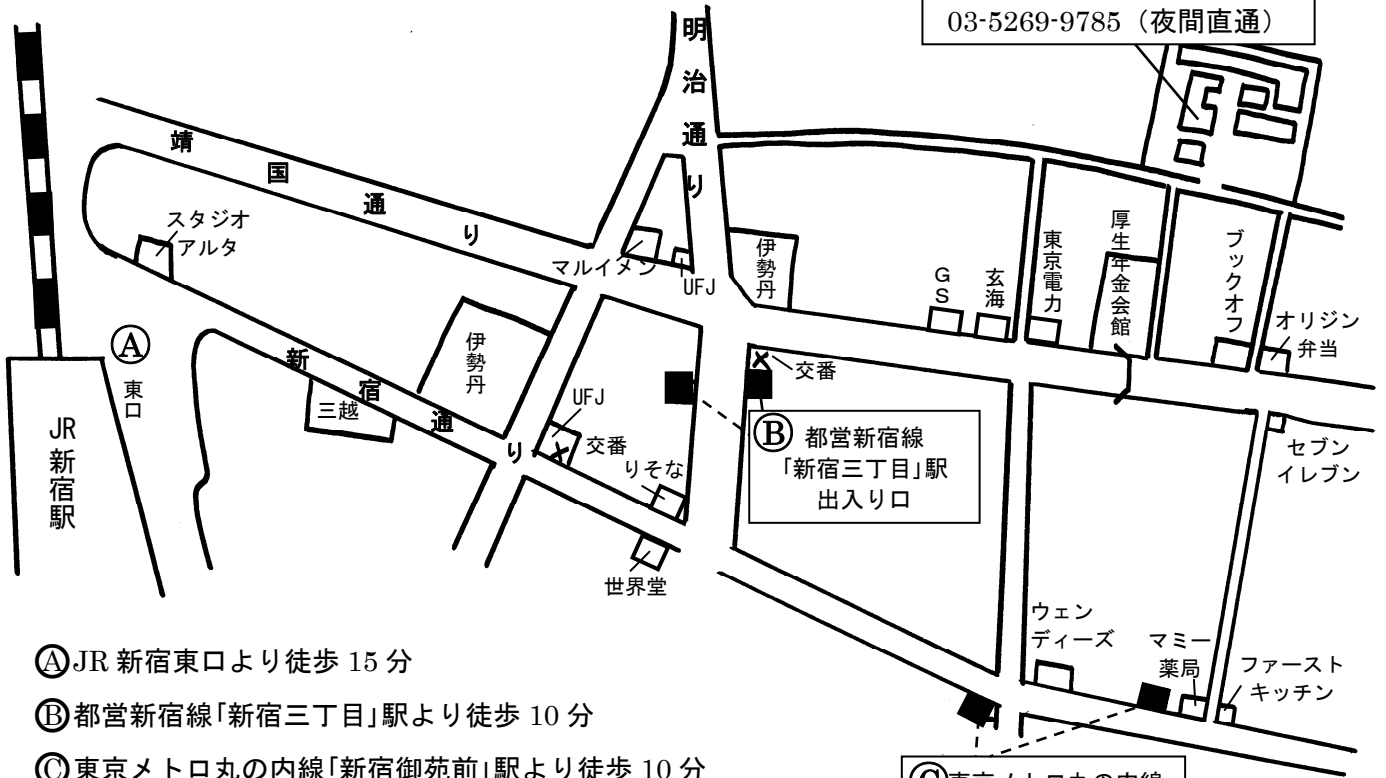 03-5269-9785（夜間直通）
明治通り
靖国通り
スタジオ
アルタ
マルイメン
UFJ
伊勢丹
GS
玄海
東京電力
厚生年金会館
ブックオフ
オリジン
弁当
Ⓐ
東口
JR新宿駅
新宿通り
三越
伊勢丹
UFJ
交番
りそな
世界堂
交番
Ⓑ 都営新宿線
「新宿三丁目」駅
出入り口
セブン
イレブン
ウェン
ディーズ
マミー
薬局
ファースト
キッチン
ⒶJR 新宿東口より徒歩 15 分
Ⓑ都営新宿線「新宿三丁目」駅より徒歩 10 分
Ⓒ東京メトロ丸の内線「新宿御苑前」駅より徒歩 10 分
Ⓒ東京メトロ丸の内線